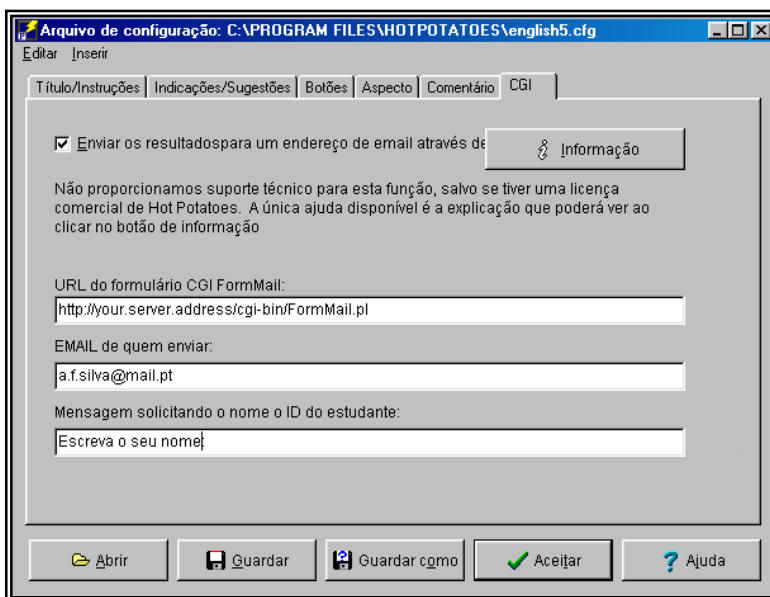 Arquivo de configuração: C:\PROGRAM FILES\HOTPOTATOES\english5.cfg
Editar Inserir
Título/Instruções Indicações/Sugestões Botões Aspecto Comentário CGI
Enviar os resultadospara um endereço de email através de
Informação
Não proporcionamos suporte técnico para esta função, salvo se tiver uma licença
comercial de Hot Potatoes. A única ajuda disponível é a explicação que poderá ver ao
clicar no botão de informação
URL do formulário CGI FormMail:
http://your.server.address/cgi-bin/FormMail.pl
EMAIL de quem enviar:
a.f.silva@mail.pt
Mensagem solicitando o nome o ID do estudante:
Escreva o seu nome:
Abrir Guardar Guardar como Aceitar Ajuda